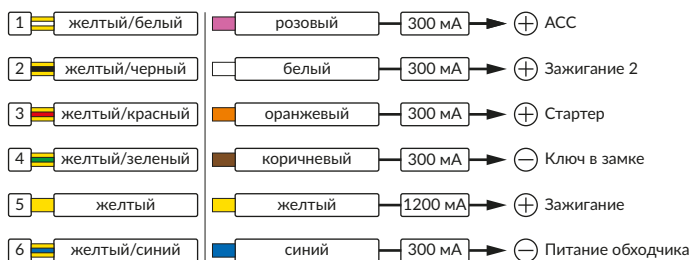 1 желтый/белый розовый 300 мА + ACC
2 желтый/черный белый 300 мА + Зажигание 2
3 желтый/красный оранжевый 300 мА + Стартер
4 желтый/зеленый коричневый 300 мА − Ключ в замке
5 желтый желтый 1200 мА + Зажигание
6 желтый/синий синий 300 мА − Питание обходчика